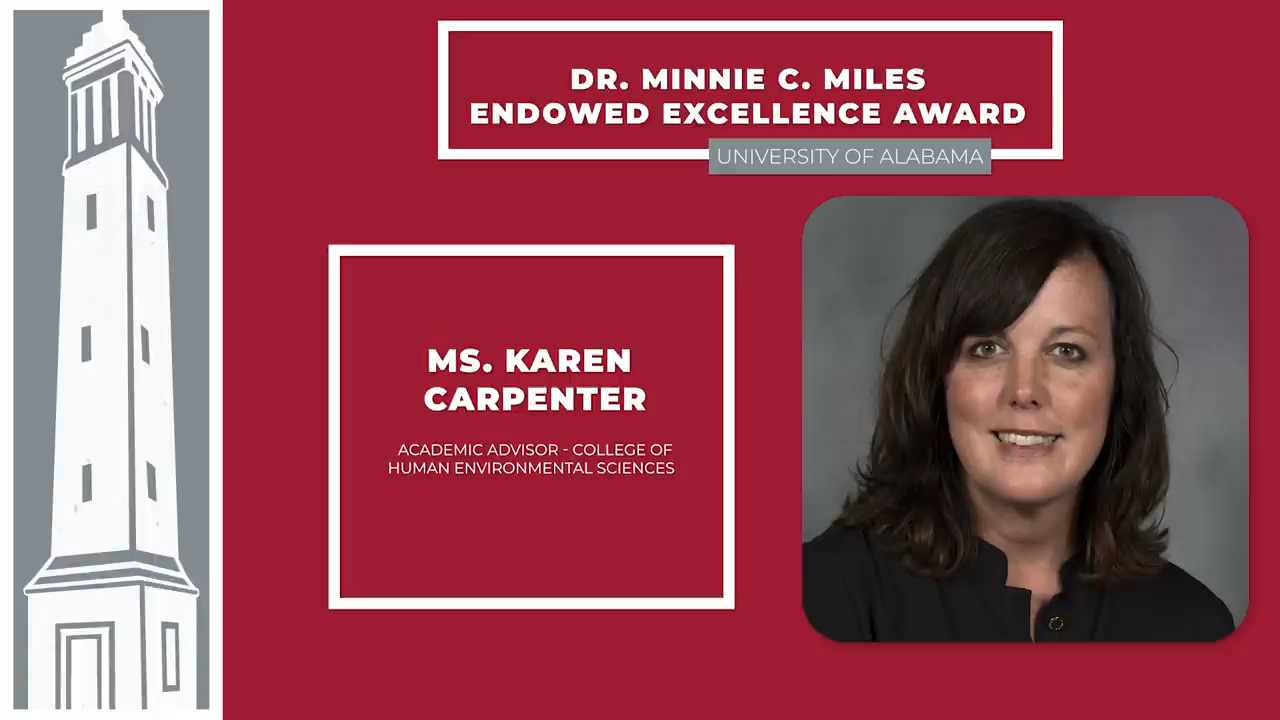 DR. MINNIE C. MILES
ENDOWED EXCELLENCE AWARD
UNIVERSITY OF ALABAMA
MS. KAREN
CARPENTER
ACADEMIC ADVISOR - COLLEGE OF
HUMAN ENVIRONMENTAL SCIENCES